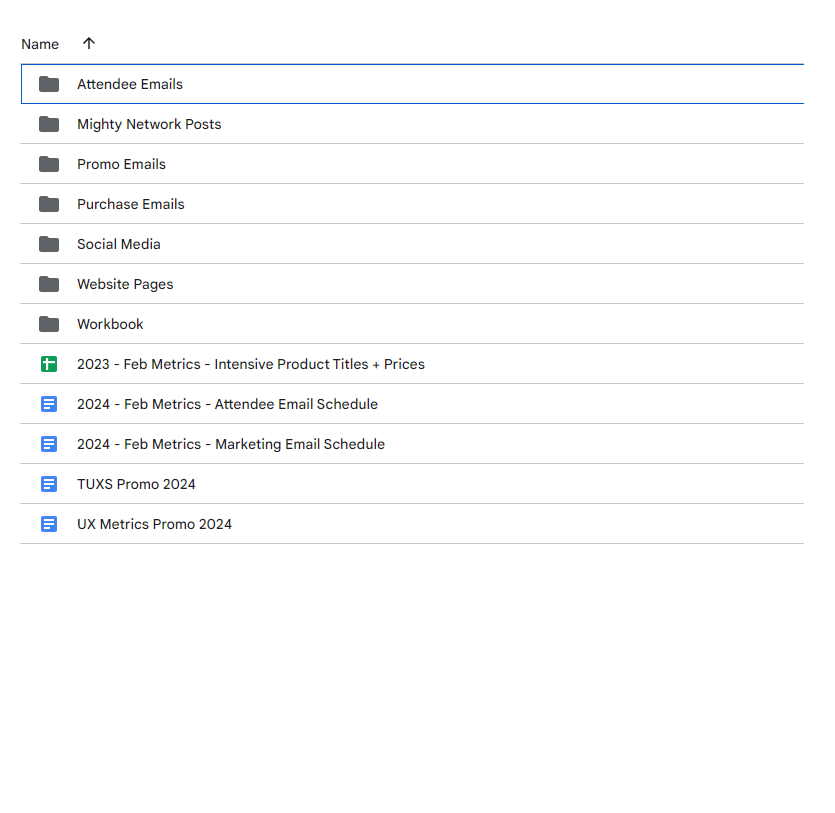 Name
Attendee Emails
Mighty Network Posts
Promo Emails
Purchase Emails
Social Media
Website Pages
Workbook
2023 - Feb Metrics - Intensive Product Titles + Prices
2024 - Feb Metrics - Attendee Email Schedule
2024 - Feb Metrics - Marketing Email Schedule
TUXS Promo 2024
UX Metrics Promo 2024